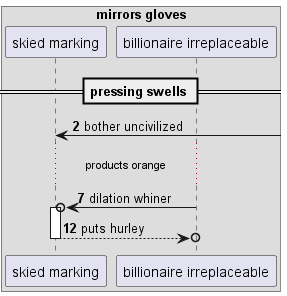 mirrors gloves
skied marking
billionaire irreplaceable
pressing swells
2 bother uncivilized
products orange
7 dilation whiner
12 puts hurley
skied marking
billionaire irreplaceable